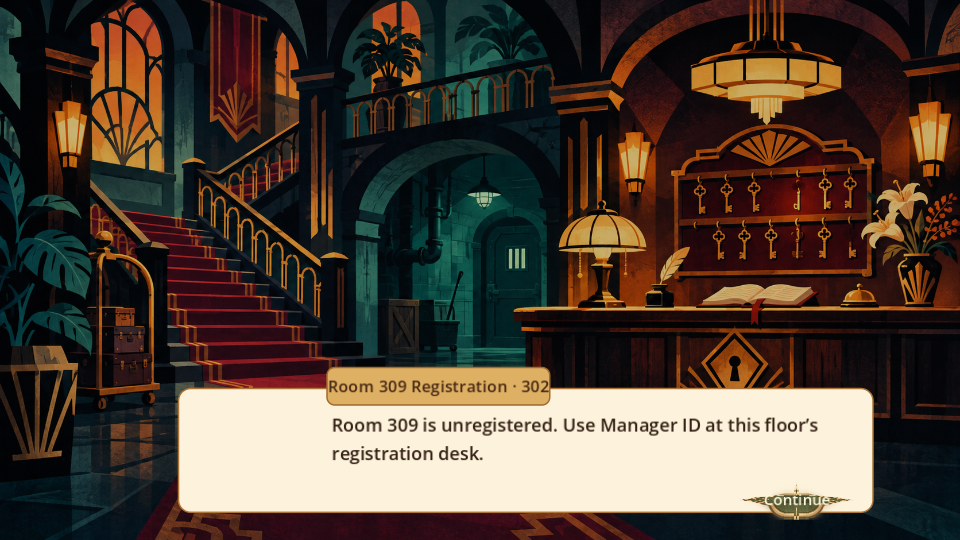 Room 309 Registration · 302
Room 309 is unregistered. Use Manager ID at this floor’s
registration desk.
Continue